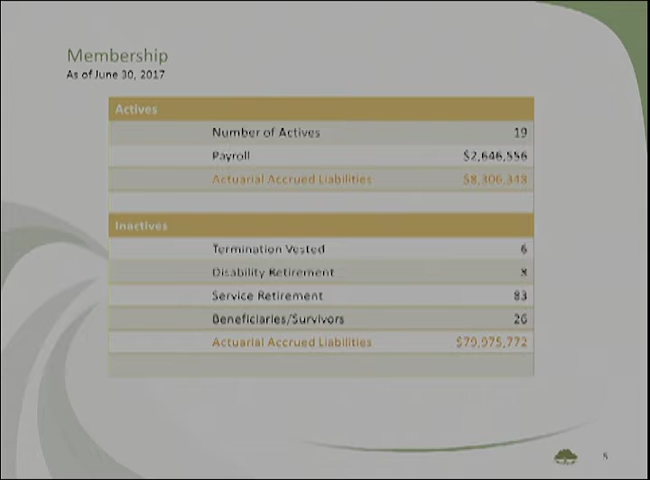 Membership
As of June 30, 2017
Actives
Number of Actives 19
Payroll $2,646,556
Actuarial Accrued Liabilities $8,306,348
Inactives
Termination Vested 6
Disability Retirement
Service Retirement 83
Beneficiaries/Survivors 26
Actuarial Accrued Liabilities $79,975,772